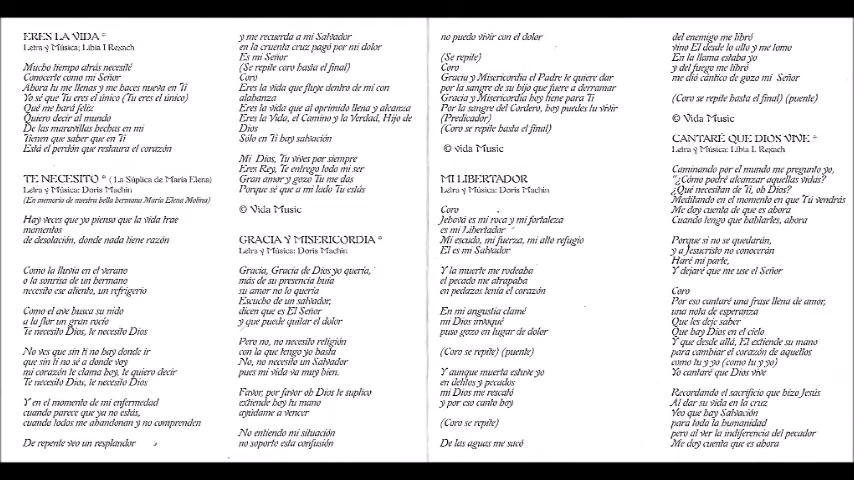 ERES LA VIDA *
Letra y Música; Libia I Repach
Mucho tiempo atrás necesité
Conocerle como mi Señor
Ahora tu me llenas y me haces nueva en Ti
Yo sé que Tu eres el único (Tu eres el único)
Qué me hará feliz
Quiero decir al mundo
De las maravillas hechas en mi
Tienen que saber que en Ti
Está el perdón que restaura el corazón
TE NECESITO * (La Súplica de María Elena)
Letra y Música: Doris Machin
(En memoria de nuestra bella hermana María Elena Molina)
Hay veces que yo pienso que la vida trae
momentos
de desolación, donde nada tiene razón
Como la lluvia en el verano
o la sonrisa de un hermano
necesito ese aliento, un refrigerio
Como el ave busca su nido
a la flor un gran rocío
Te necesito Dios, te necesito Dios
No ves que sin ti no hay donde ir
que sin ti no sé a donde voy
mi corazón te clama hoy, te quiero decir
Te necesito Dios, te necesito Dios
Y en el momento de mi enfermedad
cuando parece que ya no estás,
cuando todos me abandonan y no comprenden
De repente veo un resplandor
y me recuerda a mi Salvador
en la cruenta cruz pagó por mi dolor
Es mi Señor
(Se repite coro hasta el final)
Coro
Eres la vida que fluye dentro de mi con
alabanza
Eres la vida que al oprimido llena y alcanza
Eres la Vida, el Camino y la Verdad, Hijo de
Dios
Sólo en Ti hay salvación
Mi Dios, Tu vives por siempre
Eres Rey, Te entrego todo mi ser
Gran amor y gozo Tu me das
Porque sé que a mi lado Tu estás
© Vida Music
GRACIA Y MISERICORDIA *
Letra y Música: Doris Machin
Gracia, Gracia de Dios yo quería,
más de su presencia huía
su amor no lo quería
Escucho de un salvador,
dicen que es El Señor
y que puede quitar el dolor
Pero no, no necesito religión
con la que tengo ya basta
No, no necesito un Salvador
pues mi vida va muy bien.
Favor, por favor oh Dios te suplico
extiende hoy tu mano
ayúdame a vencer
No entiendo mi situación
no soporto esta confusión
no puedo vivir con el dolor
(Se repite)
Coro
Gracia y Misericordia el Padre te quiere dar
por la sangre de su hijo que fuere a derramar
Gracia y Misericordia hoy tiene para Ti
Por la sangre del Cordero, hoy puedes tu vivir
(Predicador)
(Coro se repite hasta el final)
© Vida Music
MI LIBERTADOR
Letra y Música: Doris Machin
Coro
Jehová es mi roca y mi fortaleza
es mi Libertador
Mi escudo, mi fuerza, mi alto refugio
El es mi Salvador
Y la muerte me rodeaba
el pecado me atrapaba
en pedazos tenía el corazón
En mi angustia clamé
mi Dios invoqué
puso gozo en lugar de dolor
(Coro se repite) (puente)
Y aunque muerta estuve yo
en delitos y pecados
mi Dios me rescató
y por eso canto hoy
(Coro se repite)
De las aguas me sacó
del enemigo me libró
vino El desde lo alto y me tomo
En la llama estaba yo
y del fuego me libró
me dió cántico de gozo mi Señor
(Coro se repite hasta el final) (puente)
© Vida Music
CANTARÉ QUE DIOS VIVE *
Letra y Música: Libia I. Repach
Caminando por el mundo me pregunto yo,
"¿Cómo podré alcanzar aquellas vidas?
¿Qué necesitan de Ti, oh Dios?
Meditando en el momento en que Tú vendrás
Me doy cuenta de que es ahora
Cuando tengo que hablarles, ahora
Porque si no se quedarán,
y a Jesucristo no conocerán
Haré mi parte,
Y dejaré que me use el Señor
Coro
Por eso cantaré una frase llena de amor,
una nota de esperanza
Que les deje saber
Que hay Dios en el cielo
Y que desde allá, El extiende su mano
para cambiar el corazón de aquellos
como tu y yo (como tu y yo)
Yo cantaré que Dios vive
Recordando el sacrificio que hizo Jesús
Al dar su vida en la cruz
Veo que hay Salvación
para toda la humanidad
pero al ver la indiferencia del pecador
Me doy cuenta que es ahora